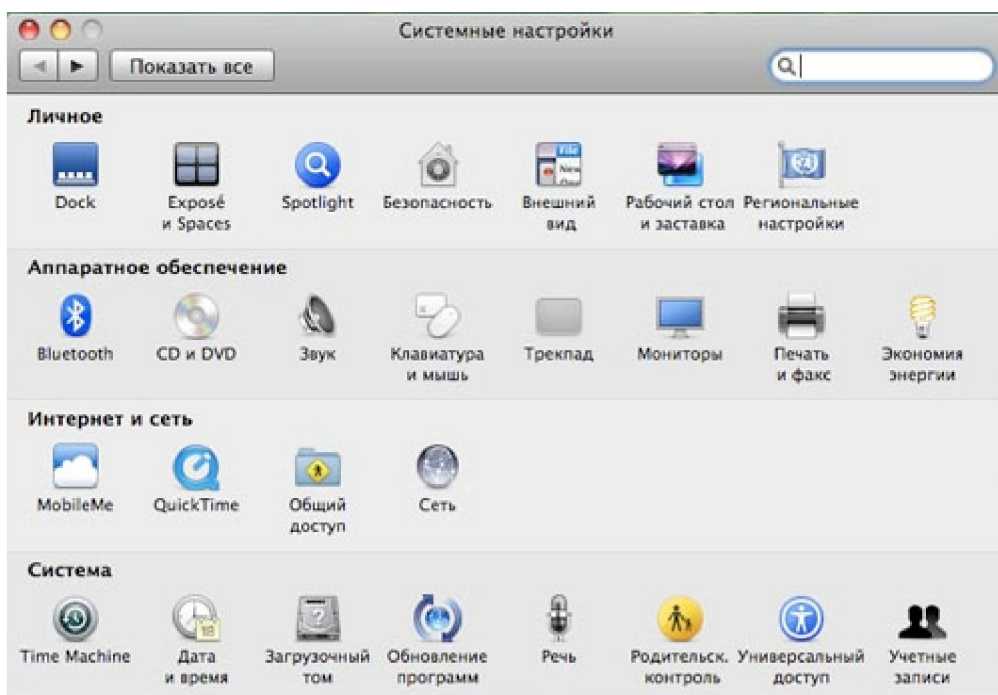 Системные настройки
Показать все
Личное
Dock
Exposé
и Spaces
Spotlight
Безопасность
Внешний
вид
Рабочий стол
и заставка
Региональные
настройки
Аппаратное обеспечение
Bluetooth
CD и DVD
Звук
Клавиатура
и мышь
Трекпад
Мониторы
Печать
и факс
Экономия
энергии
Интернет и сеть
MobileMe
QuickTime
Общий
доступ
Сеть
Система
Time Machine
Дата
и время
Загрузочный
том
Обновление
программ
Речь
Родительск.
контроль
Универсальный
доступ
Учетные
записи